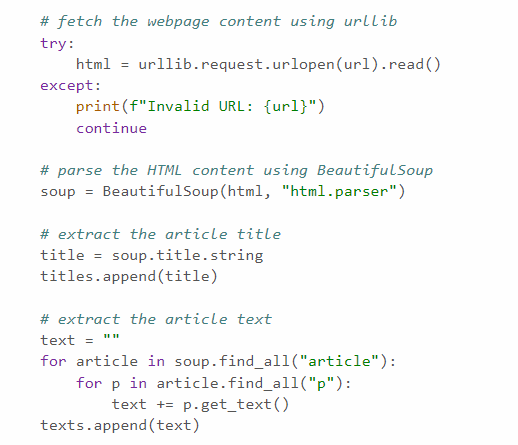 # fetch the webpage content using urllib
try:
    html = urllib.request.urlopen(url).read()
except:
    print(f"Invalid URL: {url}")
    continue

# parse the HTML content using BeautifulSoup
soup = BeautifulSoup(html, "html.parser")

# extract the article title
title = soup.title.string
titles.append(title)

# extract the article text
text = ""
for article in soup.find_all("article"):
    for p in article.find_all("p"):
        text += p.get_text()
texts.append(text)